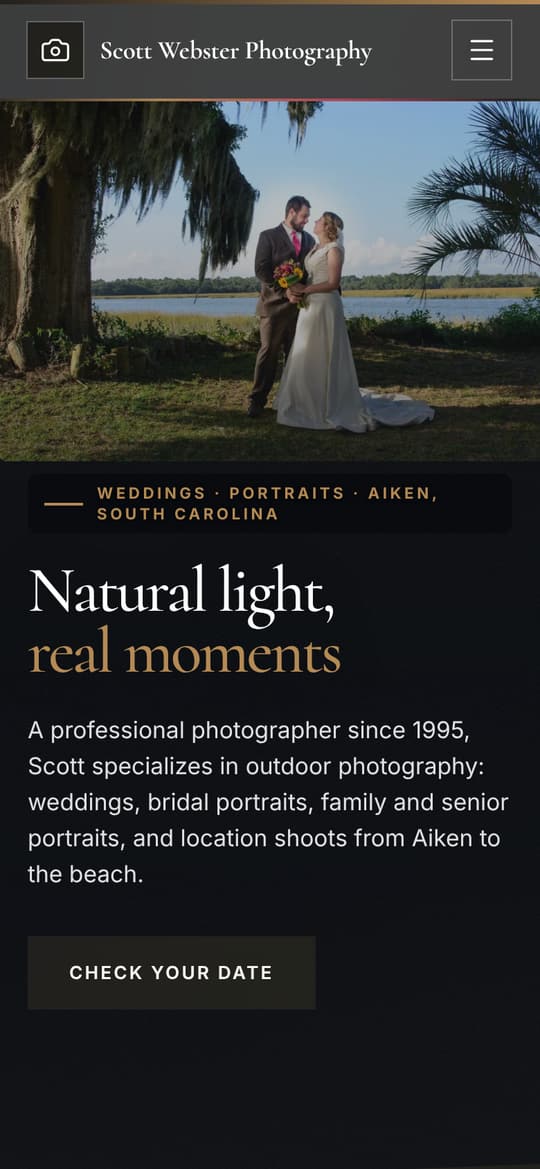 Scott Webster Photography
WEDDINGS · PORTRAITS · AIKEN,
SOUTH CAROLINA
Natural light,
real moments
A professional photographer since 1995,
Scott specializes in outdoor photography:
weddings, bridal portraits, family and senior
portraits, and location shoots from Aiken to
the beach.
CHECK YOUR DATE